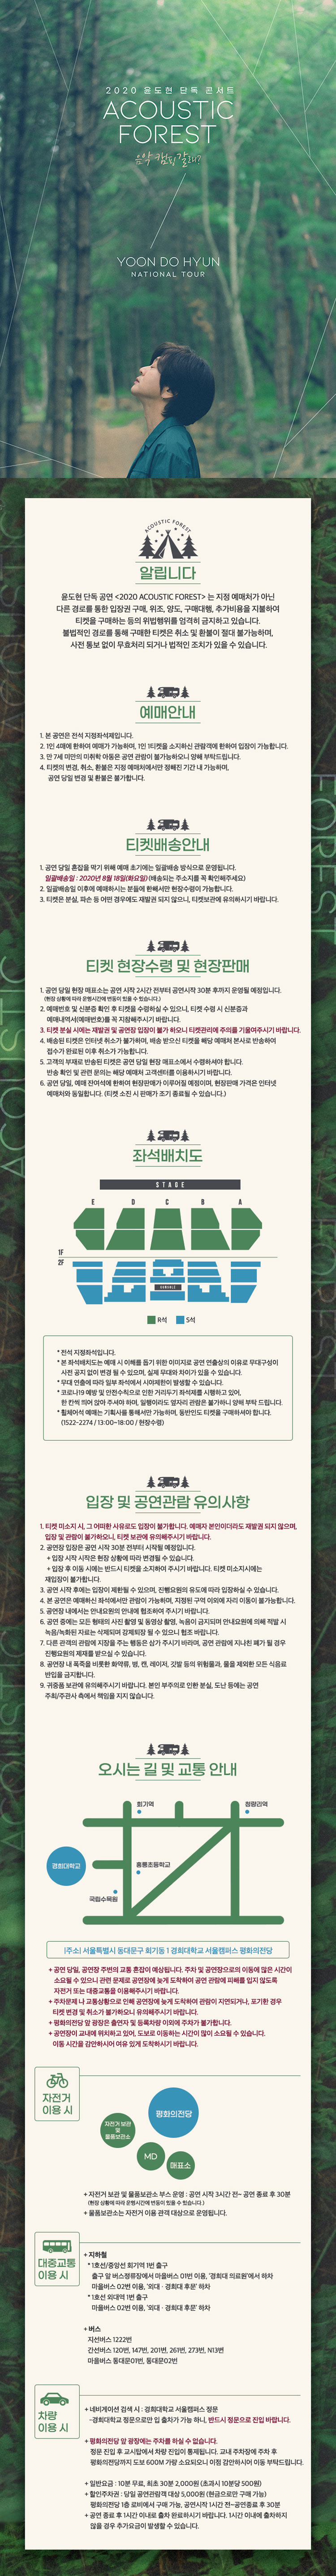 2020 윤도현 단독 콘서트
ACOUSTIC
FOREST
음악 캠핑 갈래?
YOON DO HYUN
NATIONAL TOUR
ACOUSTIC FOREST
알립니다
윤도현 단독 공연 <2020 ACOUSTIC FOREST> 는 지정 예매처가 아닌
다른 경로를 통한 입장권 구매, 위조, 양도, 구매대행, 추가비용을 지불하여
티켓을 구매하는 등의 위법행위를 엄격히 금지하고 있습니다.
불법적인 경로를 통해 구매한 티켓은 취소 및 환불이 절대 불가능하며,
사전 통보 없이 무효처리 되거나 법적인 조치가 있을 수 있습니다.
예매안내
1. 본 공연은 전석 지정좌석제입니다.
2. 1인 4매에 한하여 예매가 가능하며, 1인 1티켓을 소지하신 관람객에 한하여 입장이 가능합니다.
3. 만 7세 미만의 미취학 아동은 공연 관람이 불가능하오니 양해 부탁드립니다.
4. 티켓의 변경, 취소, 환불은 지정 예매처에서만 정해진 기간 내 가능하며,
공연 당일 변경 및 환불은 불가합니다.
티켓배송안내
1. 공연 당일 혼잡을 막기 위해 예매 초기에는 일괄배송 방식으로 운영됩니다.
일괄배송일 : 2020년 8월 18일(화요일) (배송되는 주소지를 꼭 확인해주세요)
2. 일괄배송일 이후에 예매하시는 분들에 한해서만 현장수령이 가능합니다.
3. 티켓은 분실, 파손 등 어떤 경우에도 재발권 되지 않으니, 티켓보관에 유의하시기 바랍니다.
티켓 현장수령 및 현장판매
1. 공연 당일 현장 매표소는 공연 시작 2시간 전부터 공연시작 30분 후까지 운영될 예정입니다.
(현장 상황에 따라 운행시간에 변동이 있을 수 있습니다.)
2. 예매번호 및 신분증 확인 후 티켓을 수령하실 수 있으니, 티켓 수령 시 신분증과
예매내역서(예매번호)를 꼭 지참해주시기 바랍니다.
3. 티켓 분실 시에는 재발권 및 공연장 입장이 불가 하오니 티켓관리에 주의를 기울여주시기 바랍니다.
4. 배송된 티켓은 인터넷 취소가 불가하며, 배송 받으신 티켓을 해당 예매처 본사로 반송하여
접수가 완료된 이후 취소가 가능합니다.
5. 고객의 부재로 반송된 티켓은 공연 당일 현장 매표소에서 수령하셔야 합니다.
반송 확인 및 관련 문의는 해당 예매처 고객센터를 이용하시기 바랍니다.
6. 공연 당일, 예매 잔여석에 한하여 현장판매가 이루어질 예정이며, 현장판매 가격은 인터넷
예매처와 동일합니다. (티켓 소진 시 판매가 조기 종료될 수 있습니다.)
좌석배치도
STAGE
E D C B A
1F
2F
CONSOLE
R석 S석
* 전석 지정좌석입니다.
* 본 좌석배치도는 예매 시 이해를 돕기 위한 이미지로 공연 연출상의 이유로 무대구성이
사전 공지 없이 변경 될 수 있으며, 실제 무대와 차이가 있을 수 있습니다.
* 무대 연출에 따라 일부 좌석에서 시야제한이 발생할 수 있습니다.
* 코로나19 예방 및 안전수칙으로 인한 거리두기 좌석제를 시행하고 있어,
한 칸씩 띄어 앉아 주셔야 하며, 일행이라도 옆자리 관람은 불가하니 양해 부탁 드립니다.
* 휠체어석 예매는 기획사를 통해서만 가능하며, 동반인도 티켓을 구매하셔야 합니다.
(1522-2274 / 13:00~18:00 / 현장수령)
입장 및 공연관람 유의사항
1. 티켓 미소지 시, 그 어떠한 사유로도 입장이 불가합니다. 예매자 본인이더라도 재발권 되지 않으며,
입장 및 관람이 불가하오니, 티켓 보관에 유의해주시기 바랍니다.
2. 공연장 입장은 공연 시작 30분 전부터 시작될 예정입니다.
+ 입장 시작 시각은 현장 상황에 따라 변경될 수 있습니다.
+ 입장 후 이동 시에는 반드시 티켓을 소지하여 주시기 바랍니다. 티켓 미소지시에는
재입장이 불가합니다.
3. 공연 시작 후에는 입장이 제한될 수 있으며, 진행요원의 유도에 따라 입장하실 수 있습니다.
4. 본 공연은 예매하신 좌석에서만 관람이 가능하며, 지정된 구역 이외에 자리 이동이 불가능합니다.
5. 공연장 내에서는 안내요원의 안내에 협조하여 주시기 바랍니다.
6. 공연 중에는 모든 형태의 사진 촬영 및 동영상 촬영, 녹음이 금지되며 안내요원에 의해 적발 시
녹음/녹화된 자료는 삭제되며 강제퇴장 될 수 있으니 협조 바랍니다.
7. 다른 관객의 관람에 지장을 주는 행동은 삼가 주시기 바라며, 공연 관람에 지나친 폐가 될 경우
진행요원의 제재를 받으실 수 있습니다.
8. 공연장 내 폭죽을 비롯한 화약류, 병, 캔, 레이저, 깃발 등의 위험물과, 물을 제외한 모든 식음료
반입을 금지합니다.
9. 귀중품 보관에 유의해주시기 바랍니다. 본인 부주의로 인한 분실, 도난 등에는 공연
주최/주관사 측에서 책임을 지지 않습니다.
오시는 길 및 교통 안내
회기역 청량리역
경희대학교
홍릉초등학교
국립수목원
|주소| 서울특별시 동대문구 회기동 1 경희대학교 서울캠퍼스 평화의전당
+ 공연 당일, 공연장 주변의 교통 혼잡이 예상됩니다. 주차 및 공연장으로의 이동에 많은 시간이
소요될 수 있으니 관련 문제로 공연장에 늦게 도착하여 공연 관람에 피해를 입지 않도록
자전거 또는 대중교통을 이용해주시기 바랍니다.
+ 주차문제 나 교통상황으로 인해 공연장에 늦게 도착하여 관람이 지연되거나, 포기한 경우
티켓 변경 및 취소가 불가하오니 유의해주시기 바랍니다.
+ 평화의전당 앞 광장은 출연자 및 등록차량 이외에 주차가 불가합니다.
+ 공연장이 교내에 위치하고 있어, 도보로 이동하는 시간이 많이 소요될 수 있습니다.
이동 시간을 감안하시어 여유 있게 도착하시기 바랍니다.
자전거
이용 시
평화의전당
자전거 보관
및
물품보관소
MD
매표소
+ 자전거 보관 및 물품보관소 부스 운영 : 공연 시작 3시간 전~ 공연 종료 후 30분
(현장 상황에 따라 운행시간에 변동이 있을 수 있습니다.)
+ 물품보관소는 자전거 이용 관객 대상으로 운영됩니다.
대중교통
이용 시
+ 지하철
* 1호선/중앙선 회기역 1번 출구
출구 앞 버스정류장에서 마을버스 01번 이용, '경희대 의료원'에서 하차
마을버스 02번 이용, '외대 · 경희대 후문' 하차
* 1호선 외대역 1번 출구
마을버스 02번 이용, '외대 · 경희대 후문' 하차
+ 버스
지선버스 1222번
간선버스 120번, 147번, 201번, 261번, 273번, N13번
마을버스 동대문01번, 동대문02번
차량
이용 시
+ 네비게이션 검색 시 : 경희대학교 서울캠퍼스 정문
-경희대학교 정문으로만 입 출차가 가능 하니, 반드시 정문으로 진입 바랍니다.
+ 평화의전당 앞 광장에는 주차를 하실 수 없습니다.
정문 진입 후 교시탑에서 차량 진입이 통제됩니다. 교내 주차장에 주차 후
평화의전당까지 도보 600M 가량 소요되오니 이점 감안하시어 이동 부탁드립니다.
+ 일반요금 : 10분 무료, 최초 30분 2,000원 (초과시 10분당 500원)
+ 할인주차권 : 당일 공연관람객 대상 5,000원 (현금으로만 구매 가능)
평화의전당 1층 로비에서 구매 가능, 공연시작 1시간 전~공연종료 후 30분
+ 공연 종료 후 1시간 이내로 출차 완료하시기 바랍니다. 1시간 이내에 출차하지
않을 경우 추가요금이 발생할 수 있습니다.